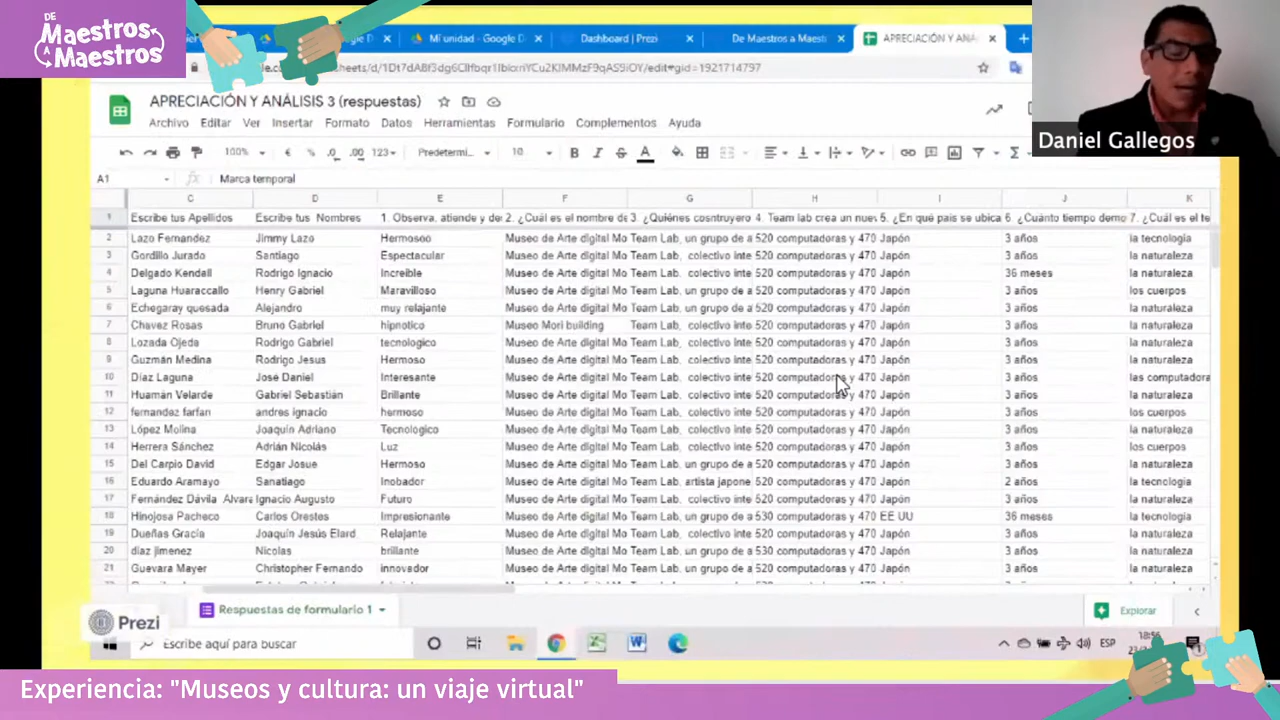 DE
Maestros
A Maestros
Mi unidad - Google D
Dashboard | Prezi
De Maestros a Maest
APRECIACIÓN Y ANÁ
Daniel Gallegos
APRECIACIÓN Y ANÁLISIS 3 (respuestas)
Archivo Editar Ver Insertar Formato Datos Herramientas Formulario Complementos Ayuda
100% € % .0 .00 123 Predetermi... 10
A1 Marca temporal
C D E F G H I J K
1 Escribe tus Apellidos Escribe tus Nombres 1. Observa, atiende y de 2. ¿Cuál es el nombre de 3. ¿Quiénes cosntruyero 4. Team lab crea un nuev 5. ¿En qué país se ubica 6 ¿Cuánto tiempo demo 7. ¿Cuál es el te
2 Lazo Fernandez Jimmy Lazo Hermosoo Museo de Arte digital Mo Team Lab, un grupo de a 520 computadoras y 470 Japón 3 años la tecnología
3 Gordillo Jurado Santiago Espectacular Museo de Arte digital Mo Team Lab, colectivo inte 520 computadoras y 470 Japón 3 años la naturaleza
4 Delgado Kendall Rodrigo Ignacio Increible Museo de Arte digital Mo Team Lab, colectivo inte 520 computadoras y 470 Japón 36 meses la naturaleza
5 Laguna Huaraccallo Henry Gabriel Maravilloso Museo de Arte digital Mo Team Lab, un grupo de a 520 computadoras y 470 Japón 3 años los cuerpos
6 Echegaray quesada Alejandro muy relajante Museo de Arte digital Mo Team Lab, un grupo de a 520 computadoras y 470 Japón 3 años la naturaleza
7 Chavez Rosas Bruno Gabriel hipnotico Museo Mori building Team Lab, colectivo inte 520 computadoras y 470 Japón 3 años la naturaleza
8 Lozada Ojeda Rodrigo Gabriel tecnologico Museo de Arte digital Mo Team Lab, colectivo inte 520 computadoras y 470 Japón 3 años la naturaleza
9 Guzmán Medina Rodrigo Jesus Hermoso Museo de Arte digital Mo Team Lab, colectivo inte 520 computadoras y 470 Japón 3 años la naturaleza
10 Díaz Laguna José Daniel Interesante Museo de Arte digital Mo Team Lab, colectivo inte 520 computadoras y 470 Japón 3 años las computadora
11 Huamán Velarde Gabriel Sebastián Brillante Museo de Arte digital Mo Team Lab, colectivo inte 520 computadoras y 470 Japón 3 años la naturaleza
12 fernandez farfan andres ignacio hermoso Museo de Arte digital Mo Team Lab, colectivo inte 520 computadoras y 470 Japón 3 años los cuerpos
13 López Molina Joaquín Adriano Tecnologico Museo de Arte digital Mo Team Lab, colectivo inte 520 computadoras y 470 Japón 3 años la naturaleza
14 Herrera Sánchez Adrián Nicolás Luz Museo de Arte digital Mo Team Lab, colectivo inte 520 computadoras y 470 Japón 3 años los cuerpos
15 Del Carpio David Edgar Josue Hermoso Museo de Arte digital Mo Team Lab, un grupo de a 520 computadoras y 470 Japón 3 años la naturaleza
16 Eduardo Aramayo Sanatiago Inobador Museo de Arte digital Mo Team Lab, artista japone 520 computadoras y 470 Japón 2 años la tecnología
17 Fernández Dávila Alvare Ignacio Augusto Futuro Museo de Arte digital Mo Team Lab, colectivo inte 520 computadoras y 470 Japón 3 años la naturaleza
18 Hinojosa Pacheco Carlos Orestes Impresionante Museo de Arte digital Mo Team Lab, un grupo de a 530 computadoras y 470 EE UU 36 meses la tecnología
19 Dueñas Gracía Joaquín Jesús Elard Relajante Museo de Arte digital Mo Team Lab, colectivo inte 520 computadoras y 470 Japón 3 años la naturaleza
20 díaz jimenez Nicolas brillante Museo de Arte digital Mo Team Lab, un grupo de a 530 computadoras y 470 Japón 3 años la naturaleza
21 Guevara Mayer Christopher Fernando innovador Museo de Arte digital Mo Team Lab, un grupo de a 520 computadoras y 470 Japón 3 años la naturaleza
Respuestas de formulario 1
Explorar
Prezi
Escribe aquí para buscar
ESP
18:56
Experiencia: "Museos y cultura: un viaje virtual"